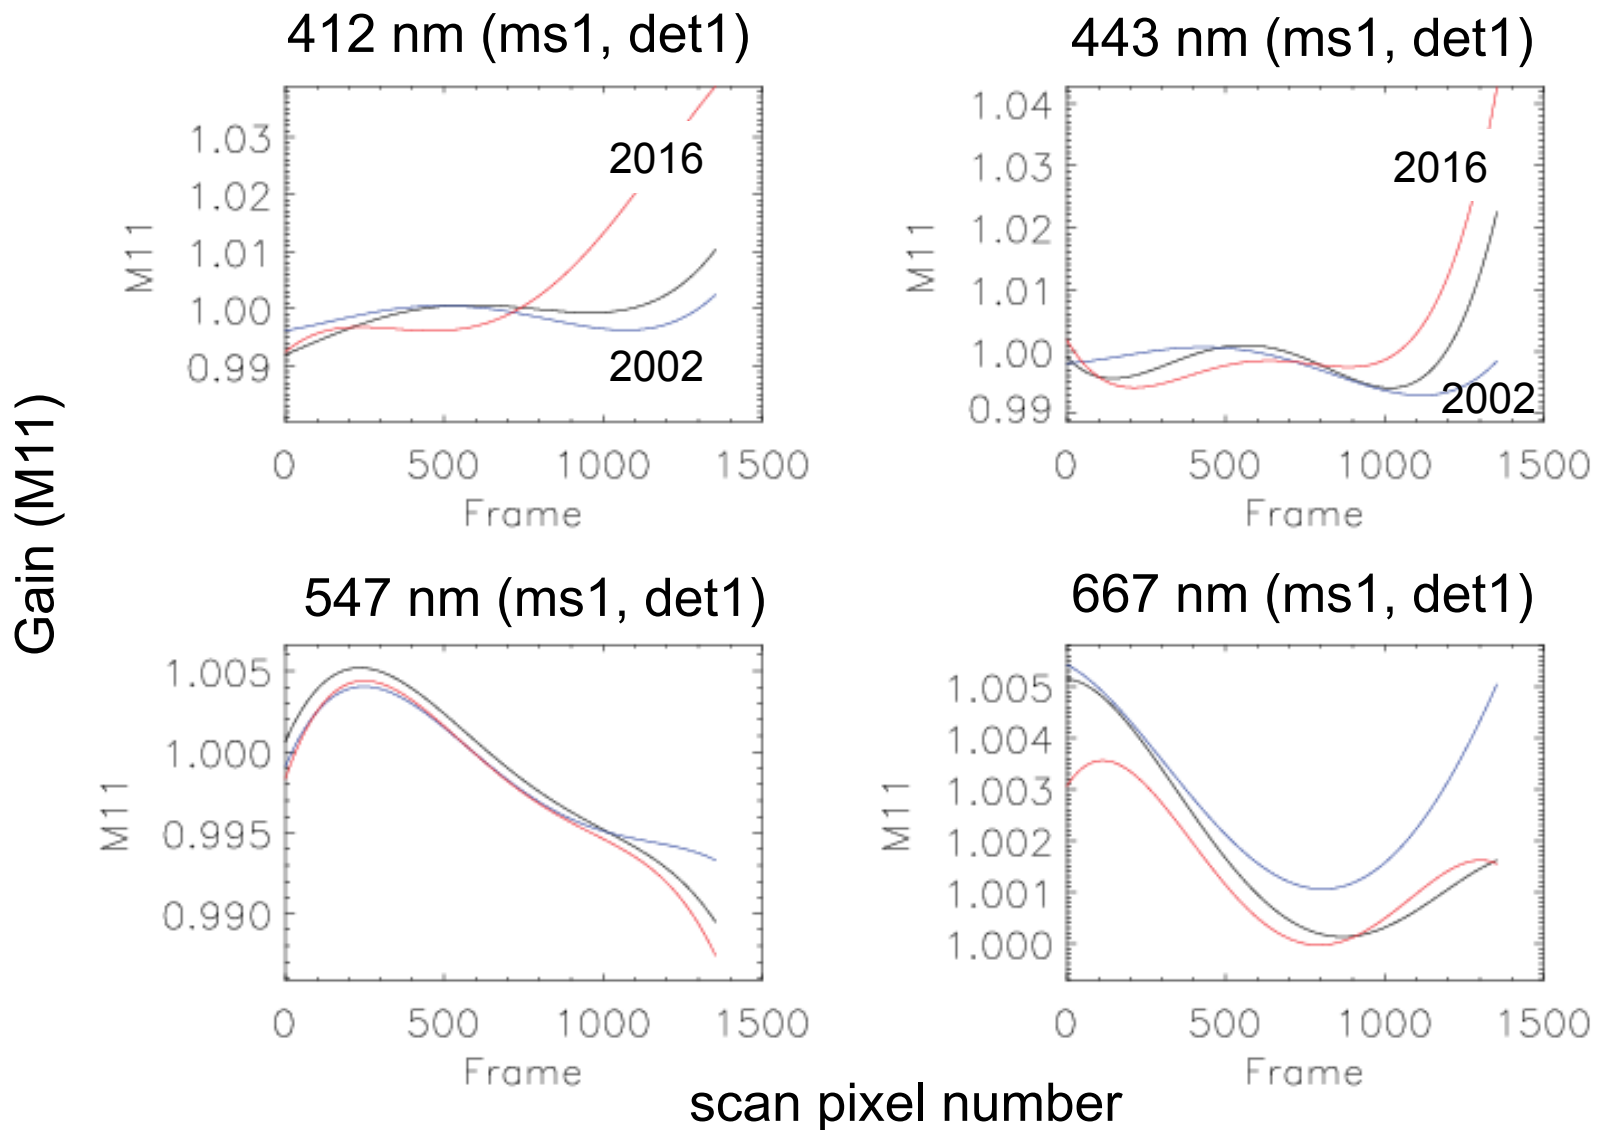 412 nm (ms1, det1)
443 nm (ms1, det1)
1.03
1.02
1.01
1.00
0.99
M11
2016
2002
0 500 1000 1500
Frame
1.04
1.03
1.02
1.01
1.00
0.99
M11
2016
2002
0 500 1000 1500
Frame
Gain (M11)
547 nm (ms1, det1)
667 nm (ms1, det1)
1.005
1.000
0.995
0.990
M11
0 500 1000 1500
Frame
1.005
1.004
1.003
1.002
1.001
1.000
M11
0 500 1000 1500
Frame
scan pixel number